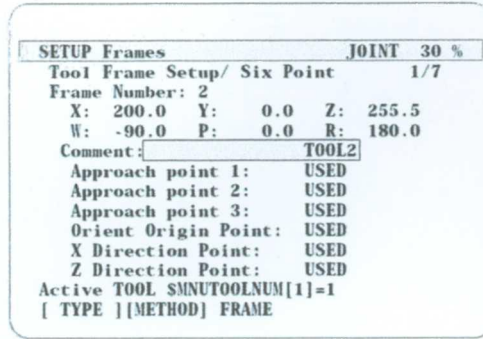 SETUP Frames JOINT 30 %
Tool Frame Setup/ Six Point 1/7
Frame Number: 2
X: 200.0 Y: 0.0 Z: 255.5
W: -90.0 P: 0.0 R: 180.0
Comment: TOOL2
Approach point 1: USED
Approach point 2: USED
Approach point 3: USED
Orient Origin Point: USED
X Direction Point: USED
Z Direction Point: USED
Active TOOL $MNUTOOLNUM[1]=1
[ TYPE ][METHOD] FRAME